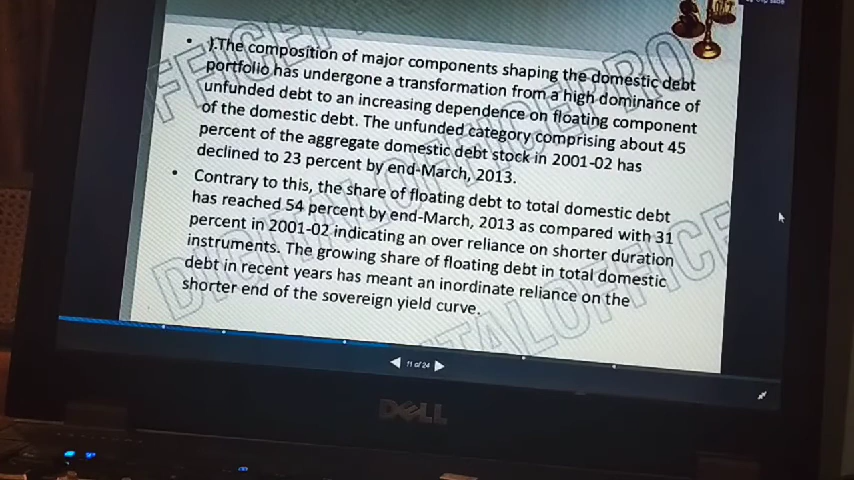 • ).The composition of major components shaping the domestic debt
portfolio has undergone a transformation from a high dominance of
unfunded debt to an increasing dependence on floating component
of the domestic debt. The unfunded category comprising about 45
percent of the aggregate domestic debt stock in 2001-02 has
declined to 23 percent by end-March, 2013.
• Contrary to this, the share of floating debt to total domestic debt
has reached 54 percent by end-March, 2013 as compared with 31
percent in 2001-02 indicating an over reliance on shorter duration
instruments. The growing share of floating debt in total domestic
debt in recent years has meant an inordinate reliance on the
shorter end of the sovereign yield curve.
11 of 24
DELL